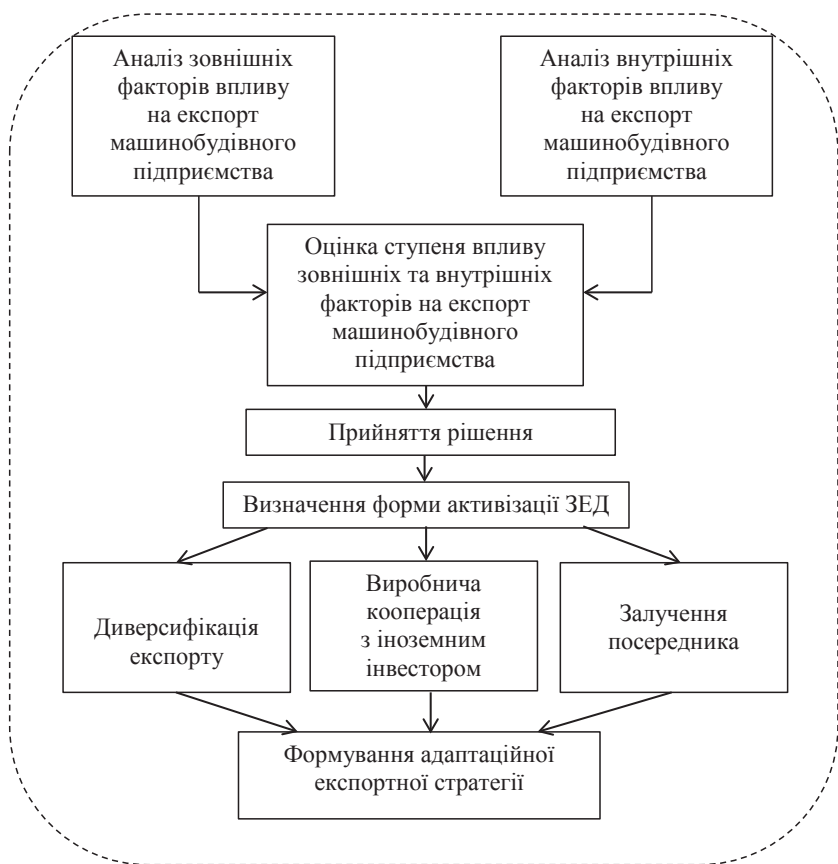 Аналіз зовнішніх
факторів впливу
на експорт
машинобудівного
підприємства
Аналіз внутрішніх
факторів впливу
на експорт
машинобудівного
підприємства
Оцінка ступеня впливу
зовнішніх та внутрішніх
факторів на експорт
машинобудівного
підприємства
Прийняття рішення
Визначення форми активізації ЗЕД
Диверсифікація
експорту
Виробнича
кооперація
з іноземним
інвестором
Залучення
посередника
Формування адаптаційної
експортної стратегії